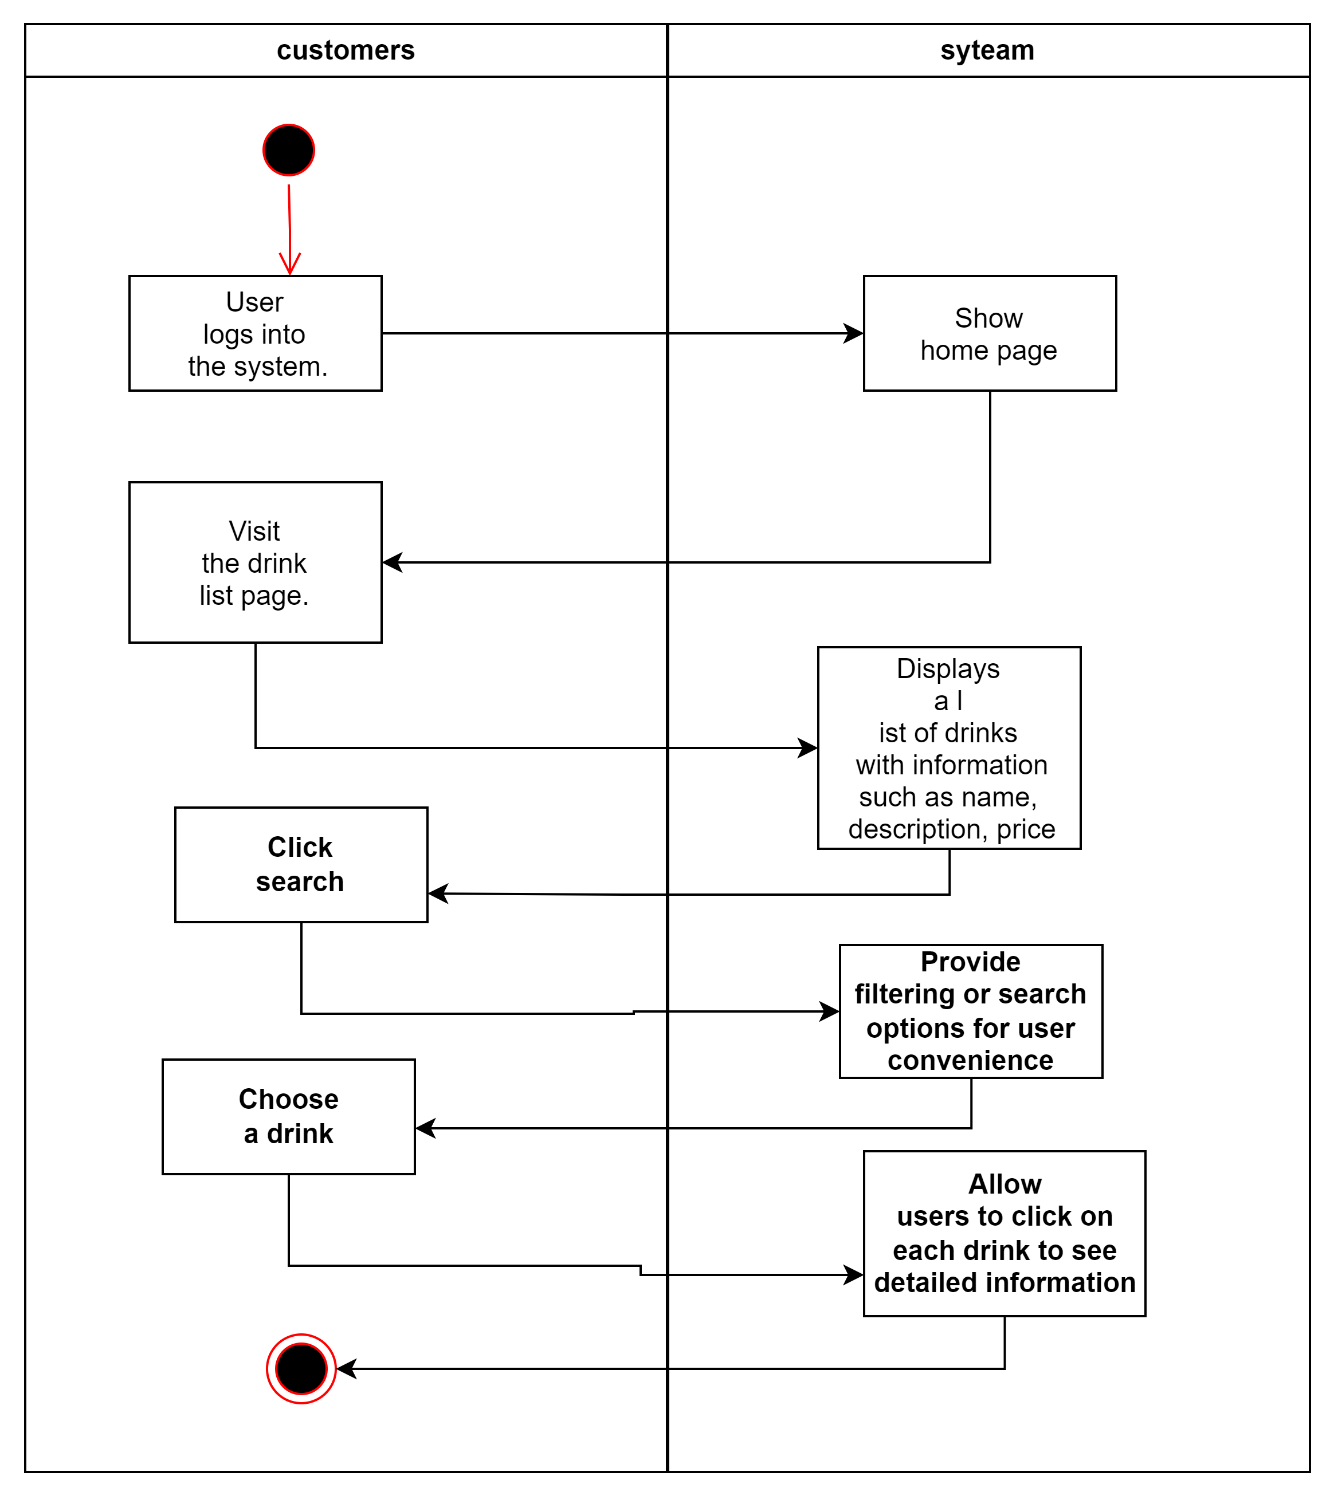 customers
syteam
User
logs into
the system.
Show
home page
Visit
the drink
list page.
Displays
a l
ist of drinks
with information
such as name,
description, price
Click
search
Provide
filtering or search
options for user
convenience
Choose
a drink
Allow
users to click on
each drink to see
detailed information